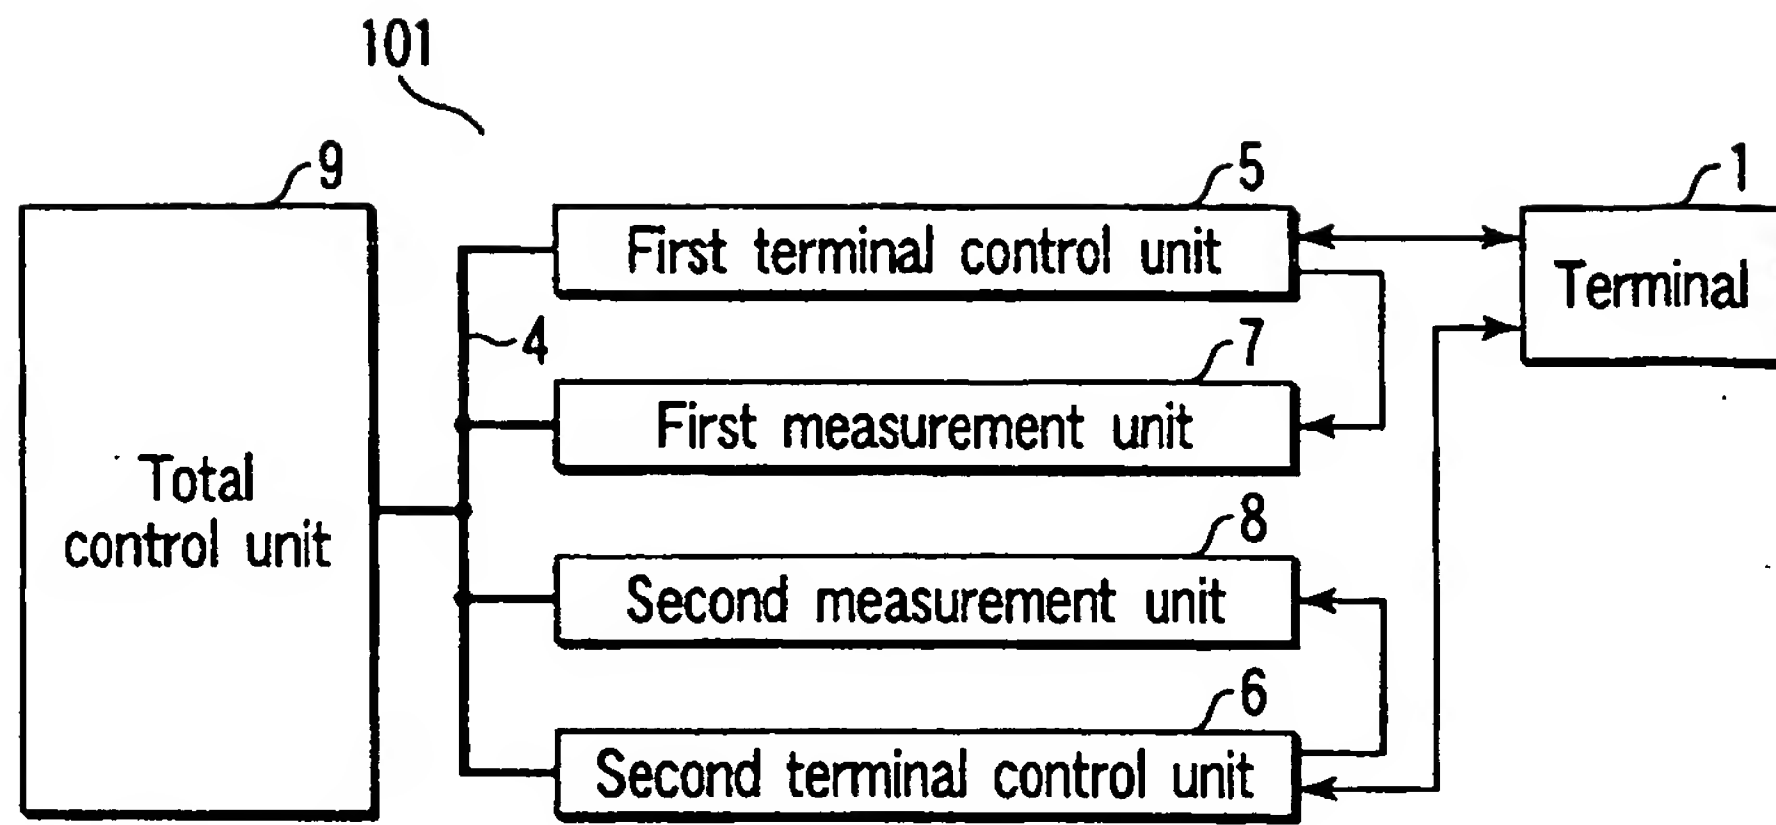 101
9
5
1
First terminal control unit
Terminal
4
7
First measurement unit
Total
control unit
8
Second measurement unit
6
Second terminal control unit